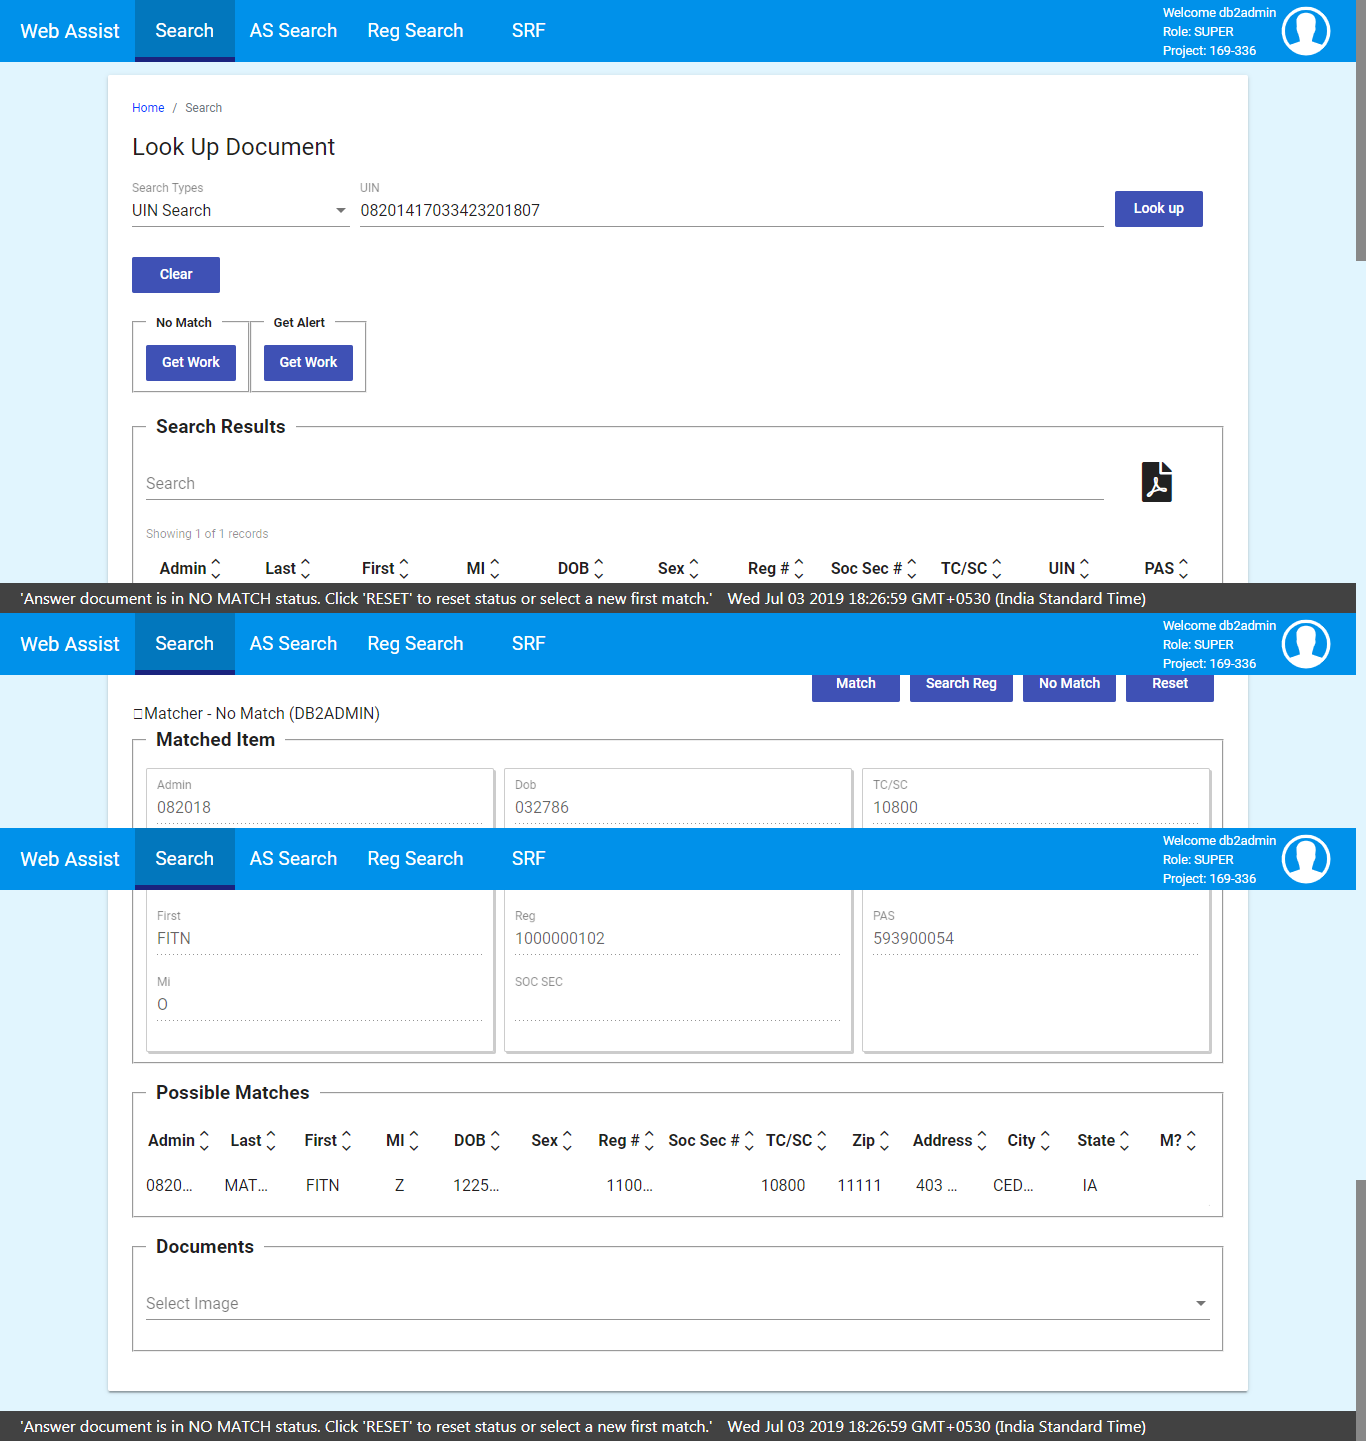 Web Assist Search AS Search Reg Search SRF
Welcome db2admin
Role: SUPER
Project: 169-336
Home / Search
Look Up Document
Search Types UIN
UIN Search 08201417033423201807 Look up
Clear
No Match Get Alert
Get Work Get Work
Search Results
Search
Showing 1 of 1 records
Admin Last First MI DOB Sex Reg # Soc Sec # TC/SC UIN PAS
'Answer document is in NO MATCH status. Click 'RESET' to reset status or select a new first match.' Wed Jul 03 2019 18:26:59 GMT+0530 (India Standard Time)
Web Assist Search AS Search Reg Search SRF
Welcome db2admin
Role: SUPER
Project: 169-336
Match Search Reg No Match Reset
Matcher - No Match (DB2ADMIN)
Matched Item
Admin Dob TC/SC
082018 032786 10800
Web Assist Search AS Search Reg Search SRF
Welcome db2admin
Role: SUPER
Project: 169-336
First Reg PAS
FITN 1000000102 593900054
Mi SOC SEC
O
Possible Matches
Admin Last First MI DOB Sex Reg # Soc Sec # TC/SC Zip Address City State M?
0820... MAT... FITN Z 1225... 1100... 10800 11111 403 ... CED... IA
Documents
Select Image
'Answer document is in NO MATCH status. Click 'RESET' to reset status or select a new first match.' Wed Jul 03 2019 18:26:59 GMT+0530 (India Standard Time)